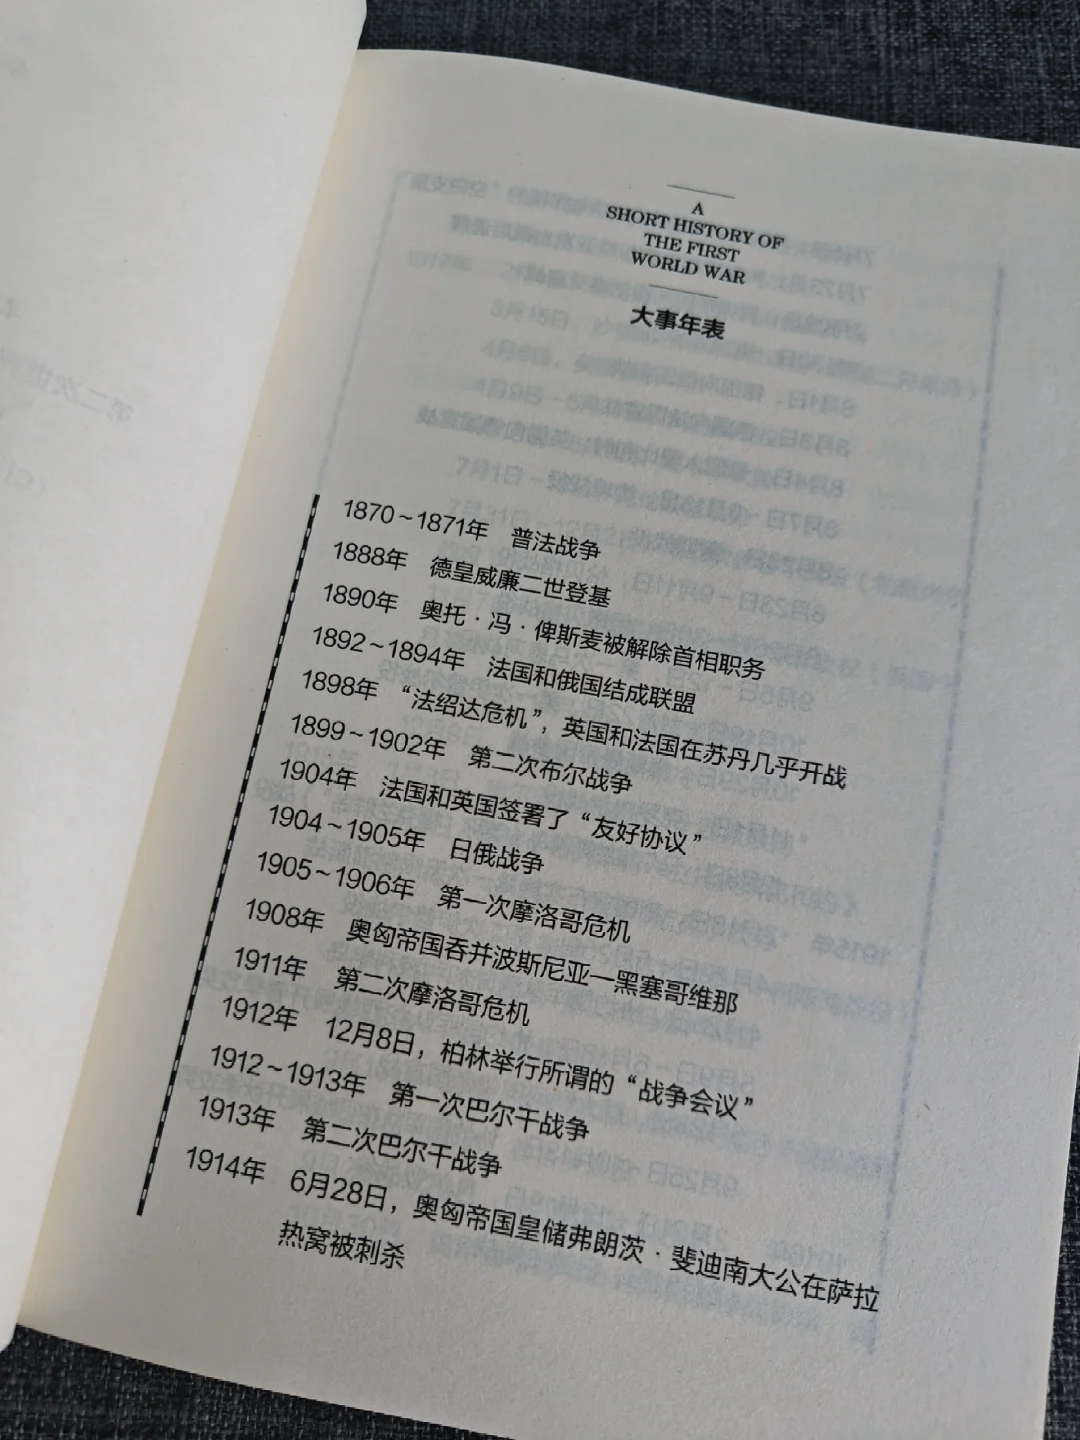 A
SHORT HISTORY OF
THE FIRST
WORLD WAR
大事年表
1870～1871年 普法战争
1888年 德皇威廉二世登基
1890年 奥托·冯·俾斯麦被解除首相职务
1892～1894年 法国和俄国结成联盟
1898年 “法绍达危机”，英国和法国在苏丹几乎开战
1899～1902年 第二次布尔战争
1904年 法国和英国签署了“友好协议”
1904～1905年 日俄战争
1905～1906年 第一次摩洛哥危机
1908年 奥匈帝国吞并波斯尼亚—黑塞哥维那
1911年 第二次摩洛哥危机
1912年 12月8日，柏林举行所谓的“战争会议”
1912～1913年 第一次巴尔干战争
1913年 第二次巴尔干战争
1914年 6月28日，奥匈帝国皇储弗朗茨·斐迪南大公在萨拉
热窝被刺杀